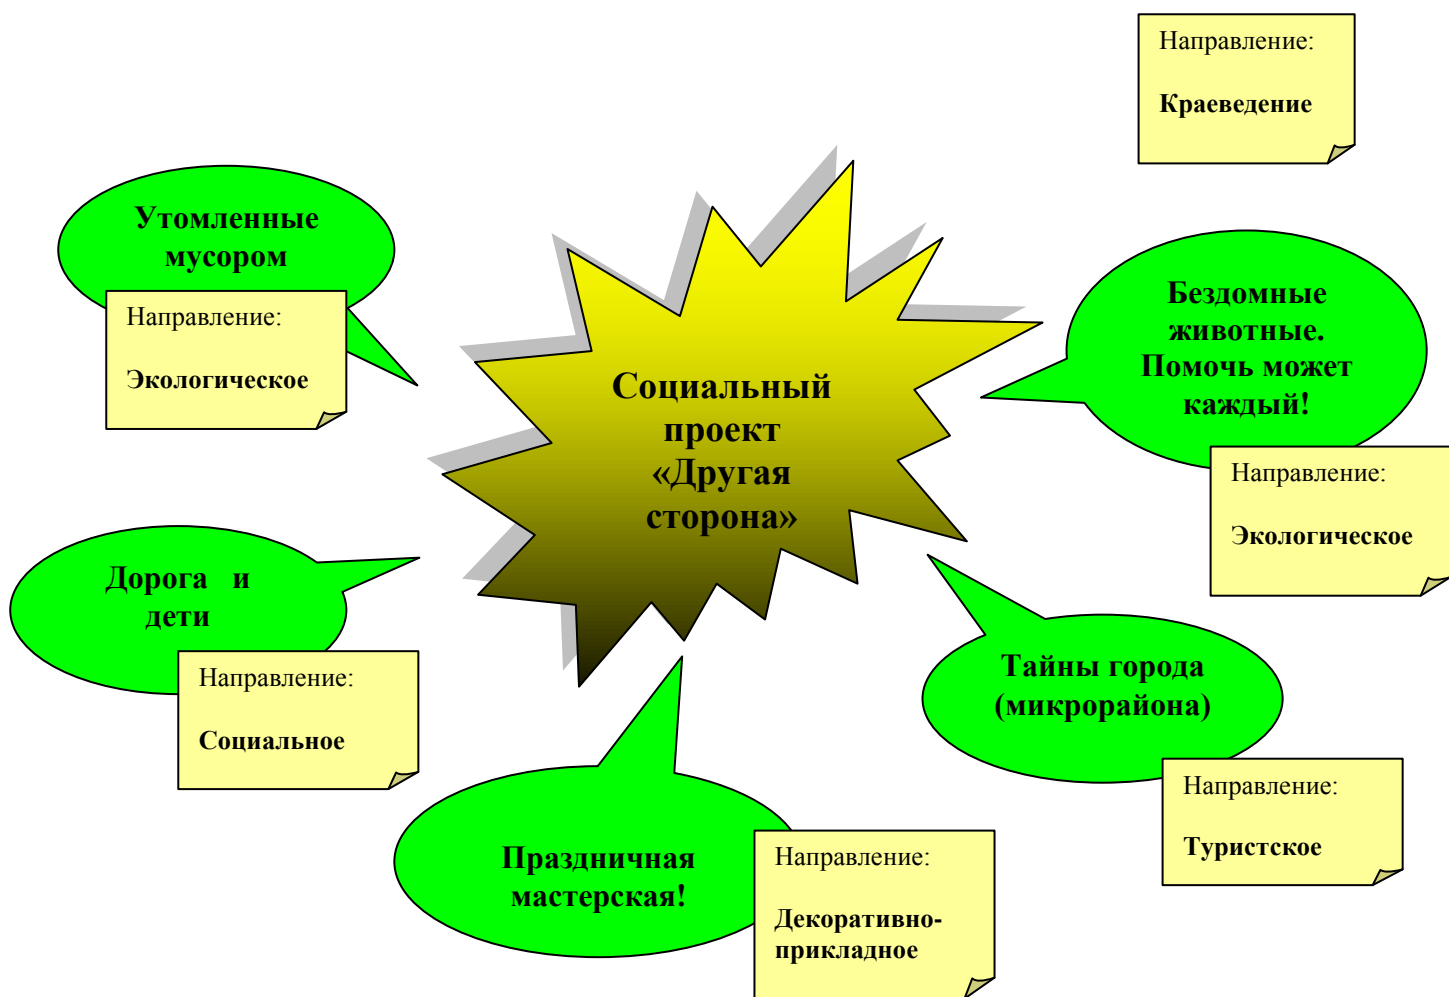 Направление:
Краеведение
Утомленные
мусором
Направление:
Экологическое
Бездомные
животные.
Помочь может
каждый!
Направление:
Экологическое
Социальный
проект
«Другая
сторона»
Дорога и
дети
Направление:
Социальное
Тайны города
(микрорайона)
Направление:
Туристское
Праздничная
мастерская!
Направление:
Декоративно-
прикладное